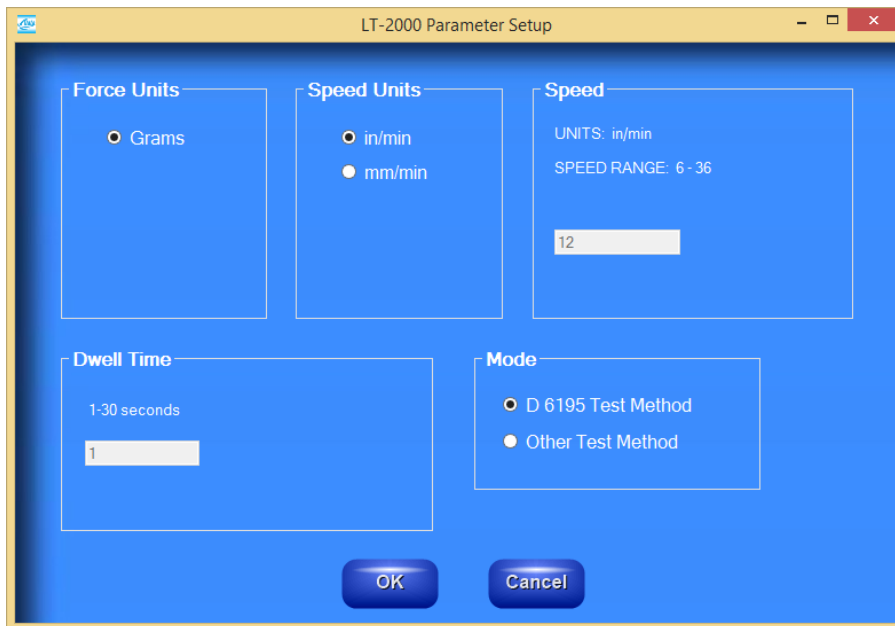 LT-2000 Parameter Setup
Force Units
Grams
Speed Units
in/min
mm/min
Speed
UNITS: in/min
SPEED RANGE: 6 - 36
12
Dwell Time
1-30 seconds
1
Mode
D 6195 Test Method
Other Test Method
OK
Cancel